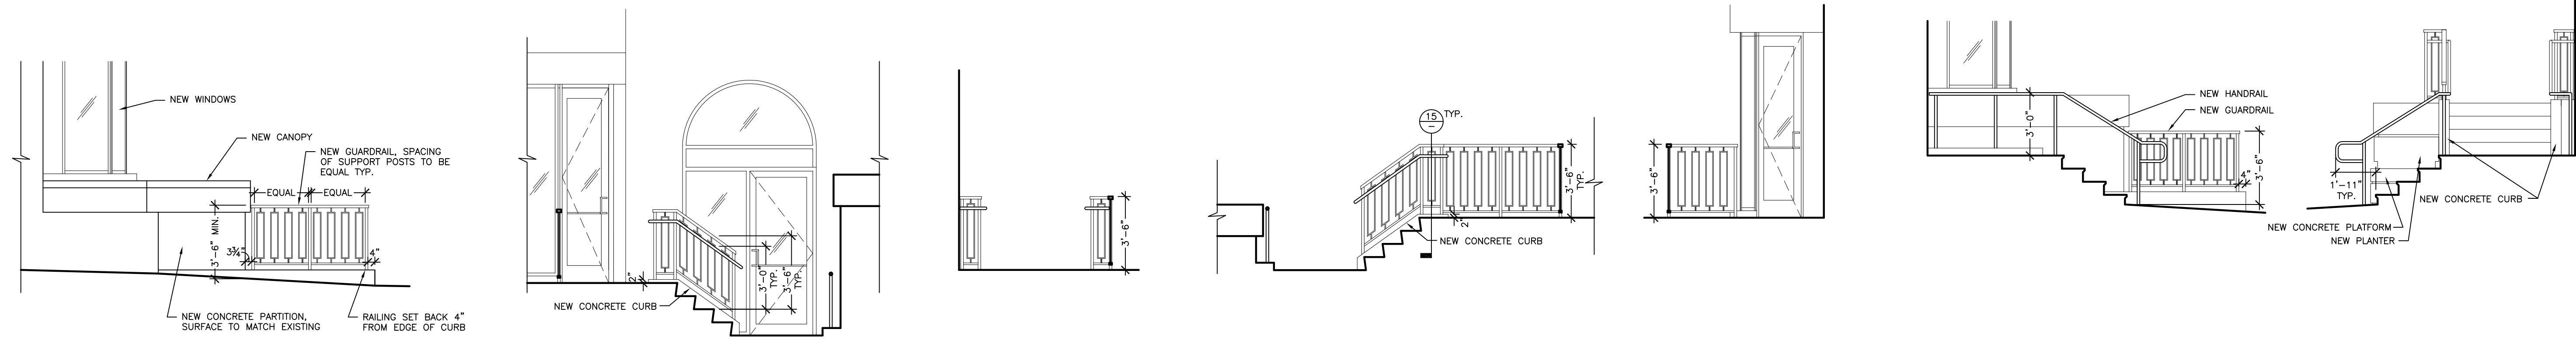 NEW WINDOWS
NEW CANOPY
NEW GUARDRAIL, SPACING
OF SUPPORT POSTS TO BE
EQUAL TYP.
EQUAL
EQUAL
3'-6" MIN.
3¾"
4"
NEW CONCRETE PARTITION,
SURFACE TO MATCH EXISTING
RAILING SET BACK 4"
FROM EDGE OF CURB
2"
NEW CONCRETE CURB
3'-0"
TYP.
3'-6"
TYP.
3'-6"
15
TYP.
3'-6"
TYP.
2"
NEW CONCRETE CURB
3'-6"
3'-0"
NEW HANDRAIL
NEW GUARDRAIL
4"
3'-6"
1'-11"
TYP.
NEW CONCRETE CURB
NEW CONCRETE PLATFORM
NEW PLANTER